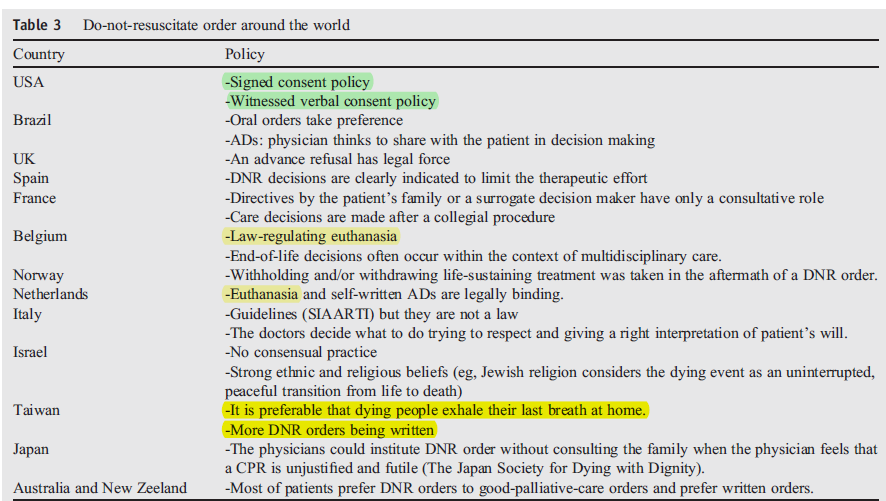 Table 3 Do-not-resuscitate order around the world
Country Policy
USA -Signed consent policy
-Witnessed verbal consent policy
Brazil -Oral orders take preference
-ADs: physician thinks to share with the patient in decision making
UK -An advance refusal has legal force
Spain -DNR decisions are clearly indicated to limit the therapeutic effort
France -Directives by the patient's family or a surrogate decision maker have only a consultative role
-Care decisions are made after a collegial procedure
Belgium -Law-regulating euthanasia
-End-of-life decisions often occur within the context of multidisciplinary care.
Norway -Withholding and/or withdrawing life-sustaining treatment was taken in the aftermath of a DNR order.
Netherlands -Euthanasia and self-written ADs are legally binding.
Italy -Guidelines (SIAARTI) but they are not a law
-The doctors decide what to do trying to respect and giving a right interpretation of patient's will.
Israel -No consensual practice
-Strong ethnic and religious beliefs (eg, Jewish religion considers the dying event as an uninterrupted,
peaceful transition from life to death)
Taiwan -It is preferable that dying people exhale their last breath at home.
-More DNR orders being written
Japan -The physicians could institute DNR order without consulting the family when the physician feels that
a CPR is unjustified and futile (The Japan Society for Dying with Dignity).
Australia and New Zeeland -Most of patients prefer DNR orders to good-palliative-care orders and prefer written orders.